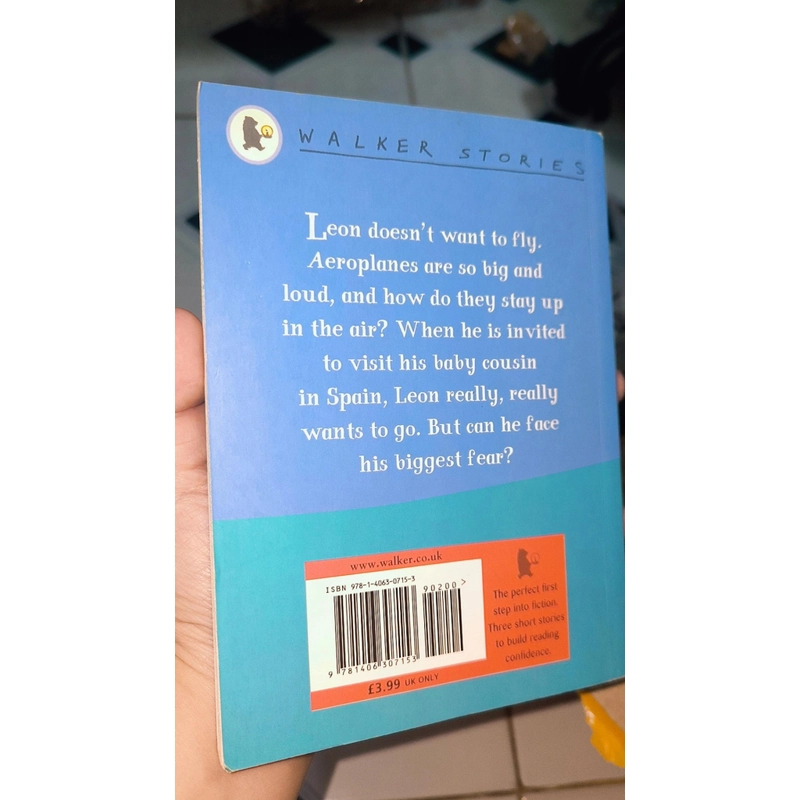 WALKER STORIES
Leon doesn't want to fly.
Aeroplanes are so big and
loud, and how do they stay up
in the air? When he is invited
to visit his baby cousin
in Spain, Leon really, really
wants to go. But can he face
his biggest fear?
www.walker.co.uk
ISBN 978-1-4063-0715-3
90200>
9 781406 307153
£3.99 UK ONLY
The perfect first
step into fiction.
Three short stories
to build reading
confidence.